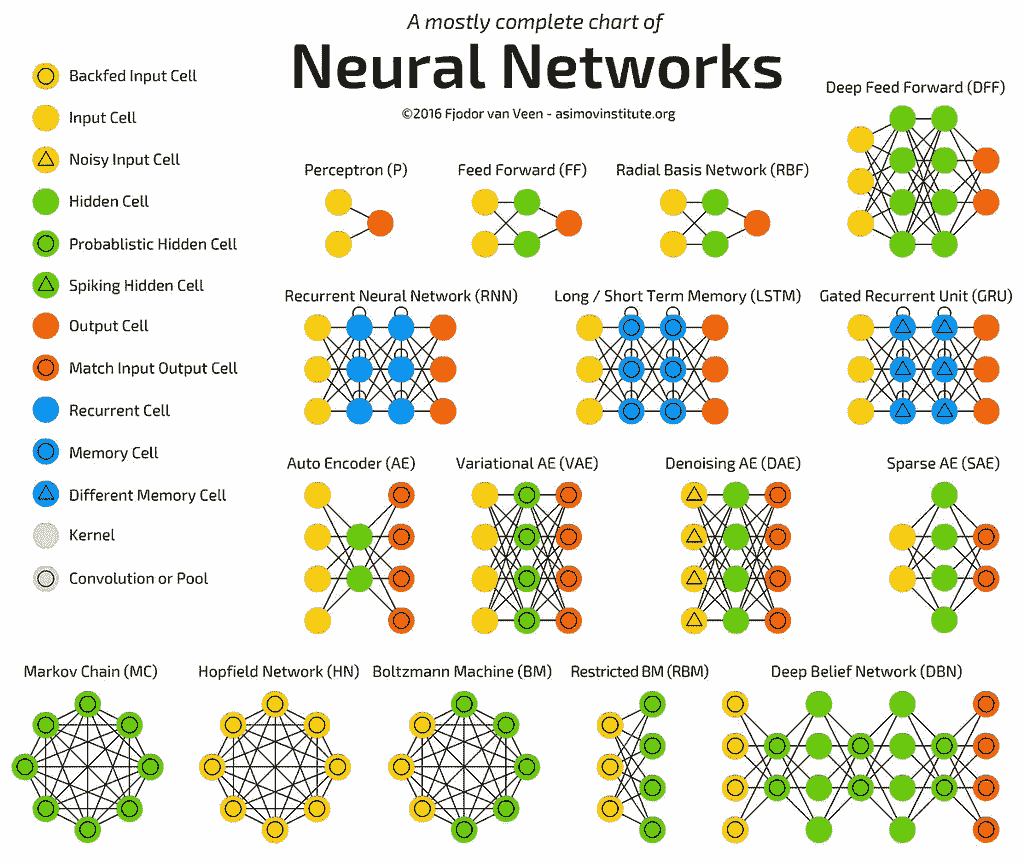 A mostly complete chart of
Neural Networks
©2016 Fjodor van Veen - asimovinstitute.org
Backfed Input Cell
Input Cell
Noisy Input Cell
Hidden Cell
Probablistic Hidden Cell
Spiking Hidden Cell
Output Cell
Match Input Output Cell
Recurrent Cell
Memory Cell
Different Memory Cell
Kernel
Convolution or Pool
Deep Feed Forward (DFF)
Perceptron (P)
Feed Forward (FF)
Radial Basis Network (RBF)
Recurrent Neural Network (RNN)
Long / Short Term Memory (LSTM)
Gated Recurrent Unit (GRU)
Auto Encoder (AE)
Variational AE (VAE)
Denoising AE (DAE)
Sparse AE (SAE)
Markov Chain (MC)
Hopfield Network (HN)
Boltzmann Machine (BM)
Restricted BM (RBM)
Deep Belief Network (DBN)